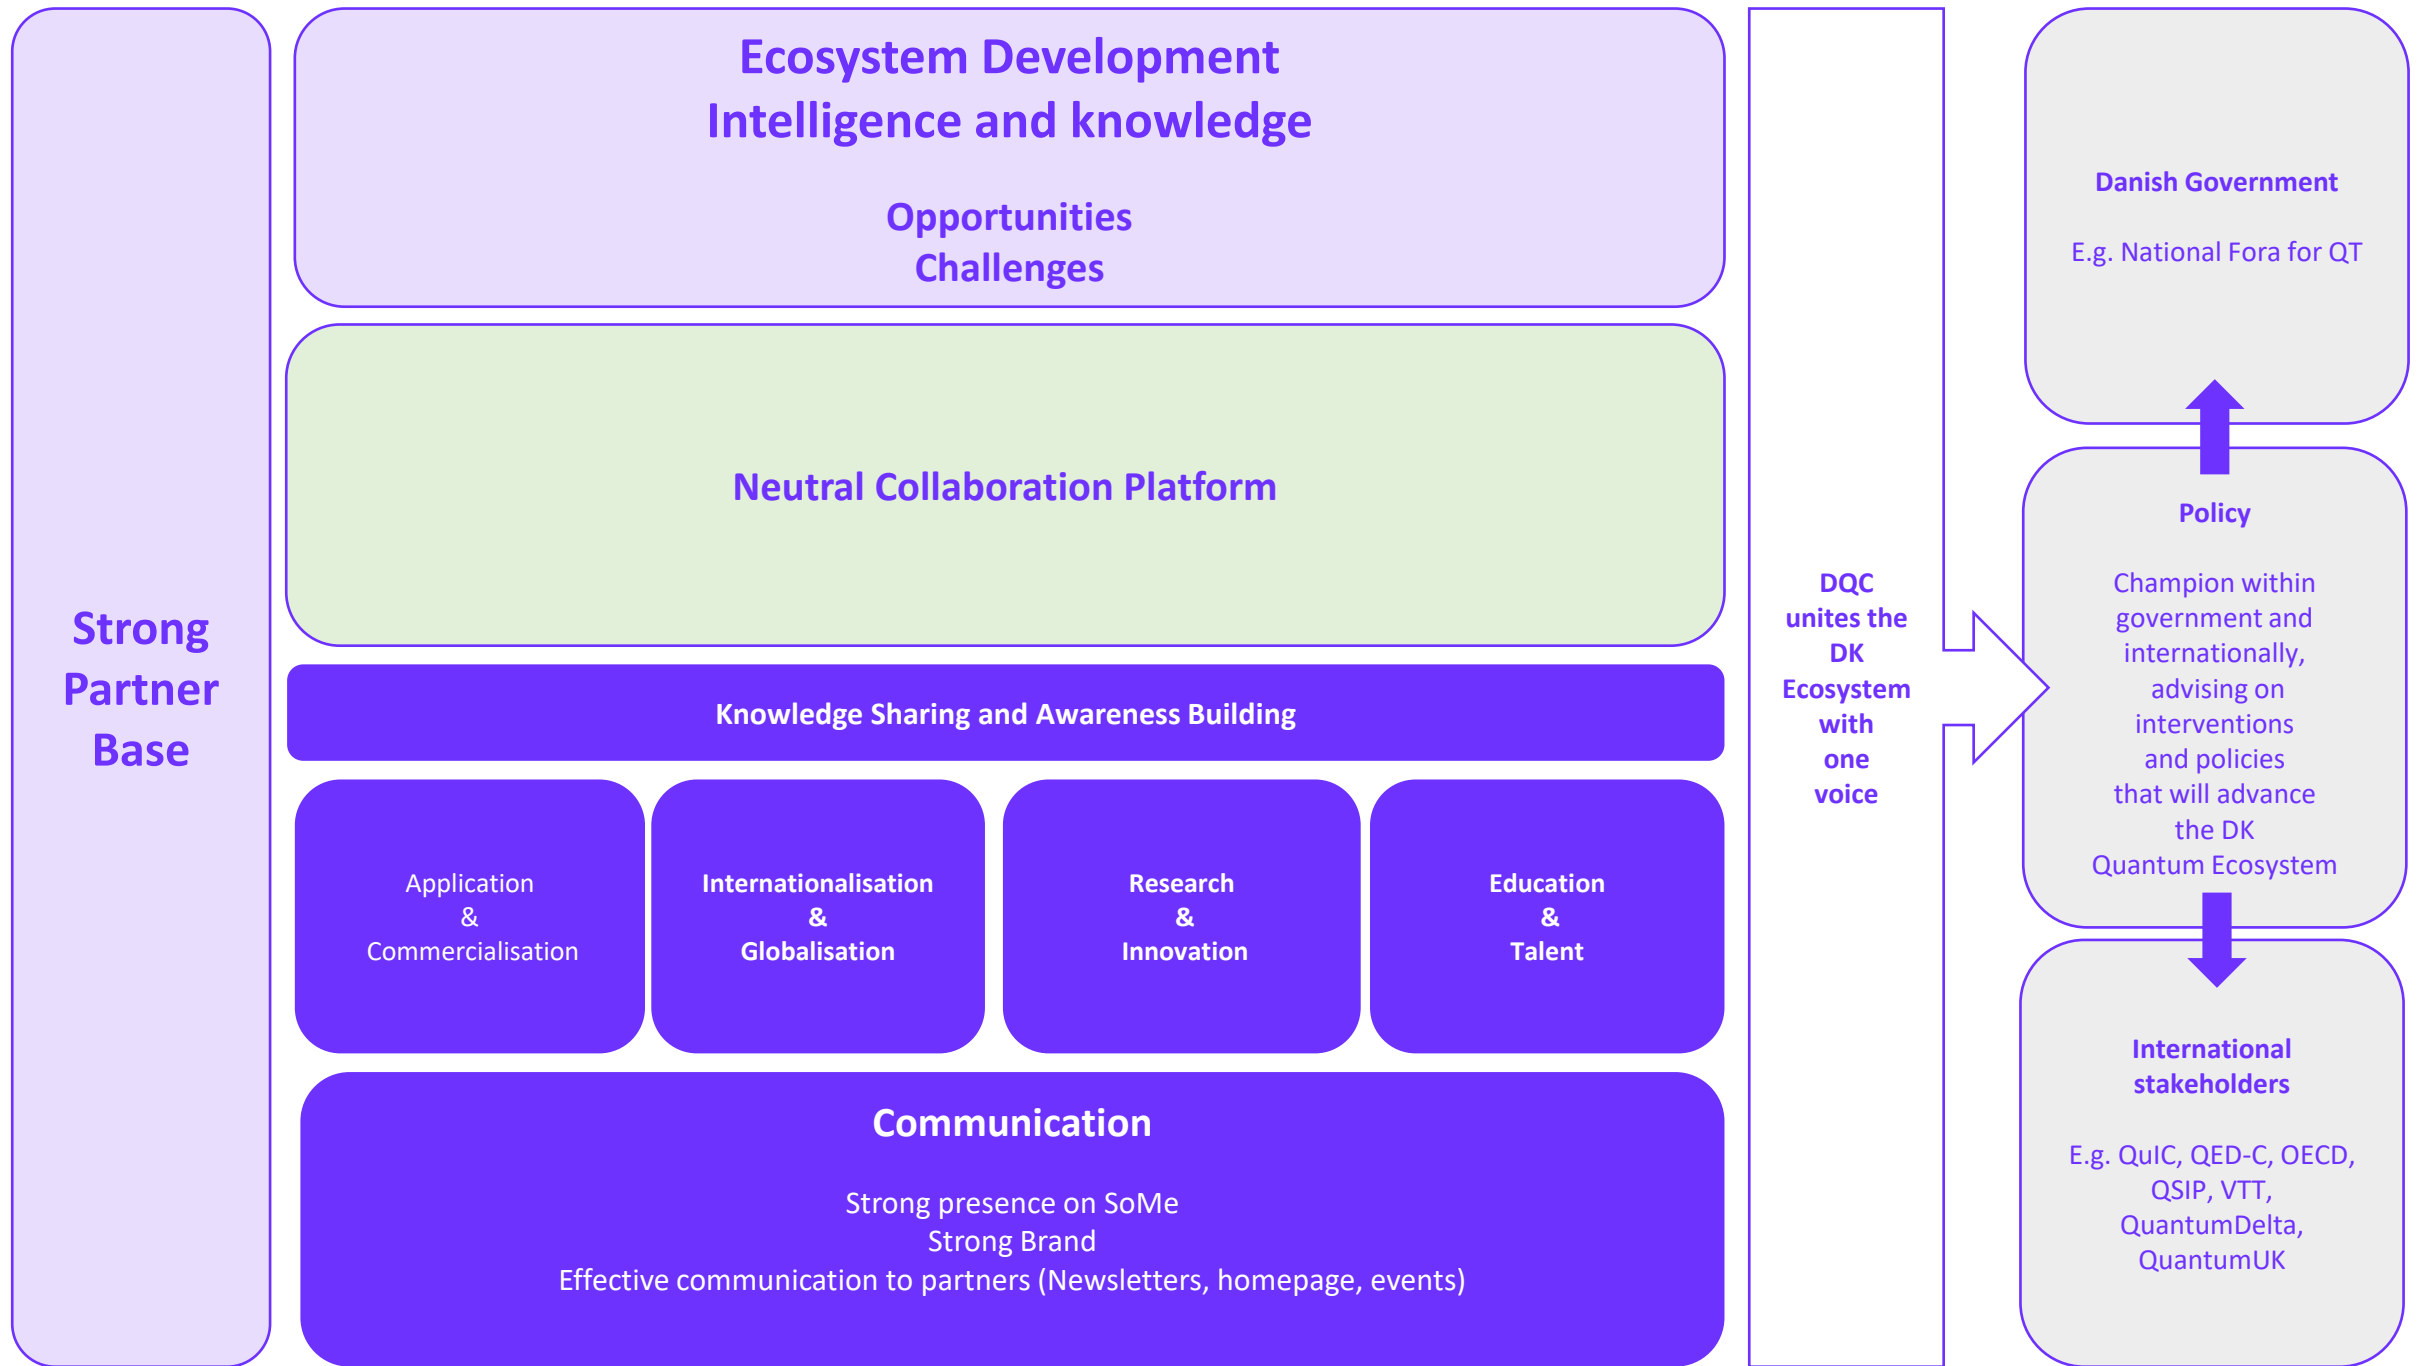 Strong
Partner
Base
Ecosystem Development
Intelligence and knowledge
Opportunities
Challenges
Neutral Collaboration Platform
Knowledge Sharing and Awareness Building
Application
&
Commercialisation
Internationalisation
&
Globalisation
Research
&
Innovation
Education
&
Talent
Communication
Strong presence on SoMe
Strong Brand
Effective communication to partners (Newsletters, homepage, events)
DQC
unites the
DK
Ecosystem
with
one
voice
Danish Government
E.g. National Fora for QT
Policy
Champion within
government and
internationally,
advising on
interventions
and policies
that will advance
the DK
Quantum Ecosystem
International
stakeholders
E.g. QuIC, QED-C, OECD,
QSIP, VTT,
QuantumDelta,
QuantumUK